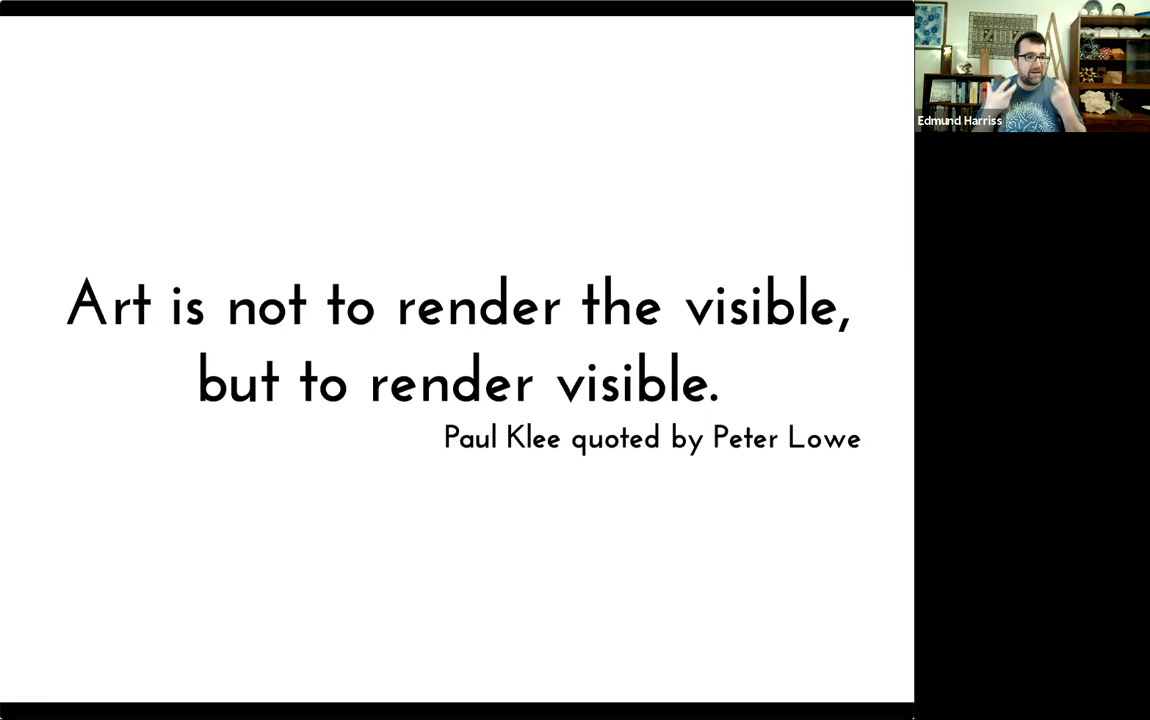 Art is not to render the visible,
but to render visible.
Paul Klee quoted by Peter Lowe
Edmund Harriss